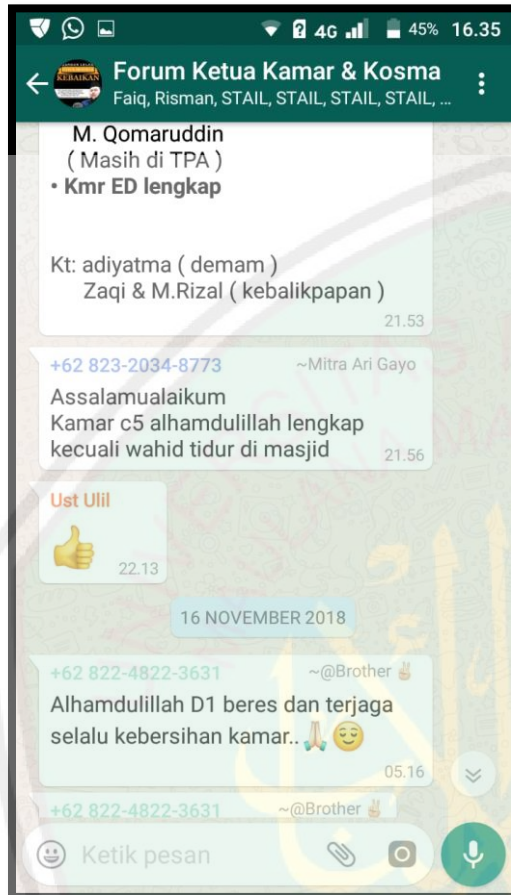 4G 45% 16.35
KEBAIKAN
Forum Ketua Kamar & Kosma
Faiq, Risman, STAIL, STAIL, STAIL, STAIL, ...
M. Qomaruddin
( Masih di TPA )
• Kmr ED lengkap
Kt: adiyatma ( demam )
Zaqi & M.Rizal ( kebalikpapan )
21.53
+62 823-2034-8773 ~Mitra Ari Gayo
Assalamualaikum
Kamar c5 alhamdulillah lengkap
kecuali wahid tidur di masjid 21.56
Ust Ulil
👍 22.13
16 NOVEMBER 2018
+62 822-4822-3631 ~@Brother ✌
Alhamdulillah D1 beres dan terjaga
selalu kebersihan kamar.. 🙏 😌
05.16
+62 822-4822-3631 ~@Brother ✌
Ketik pesan